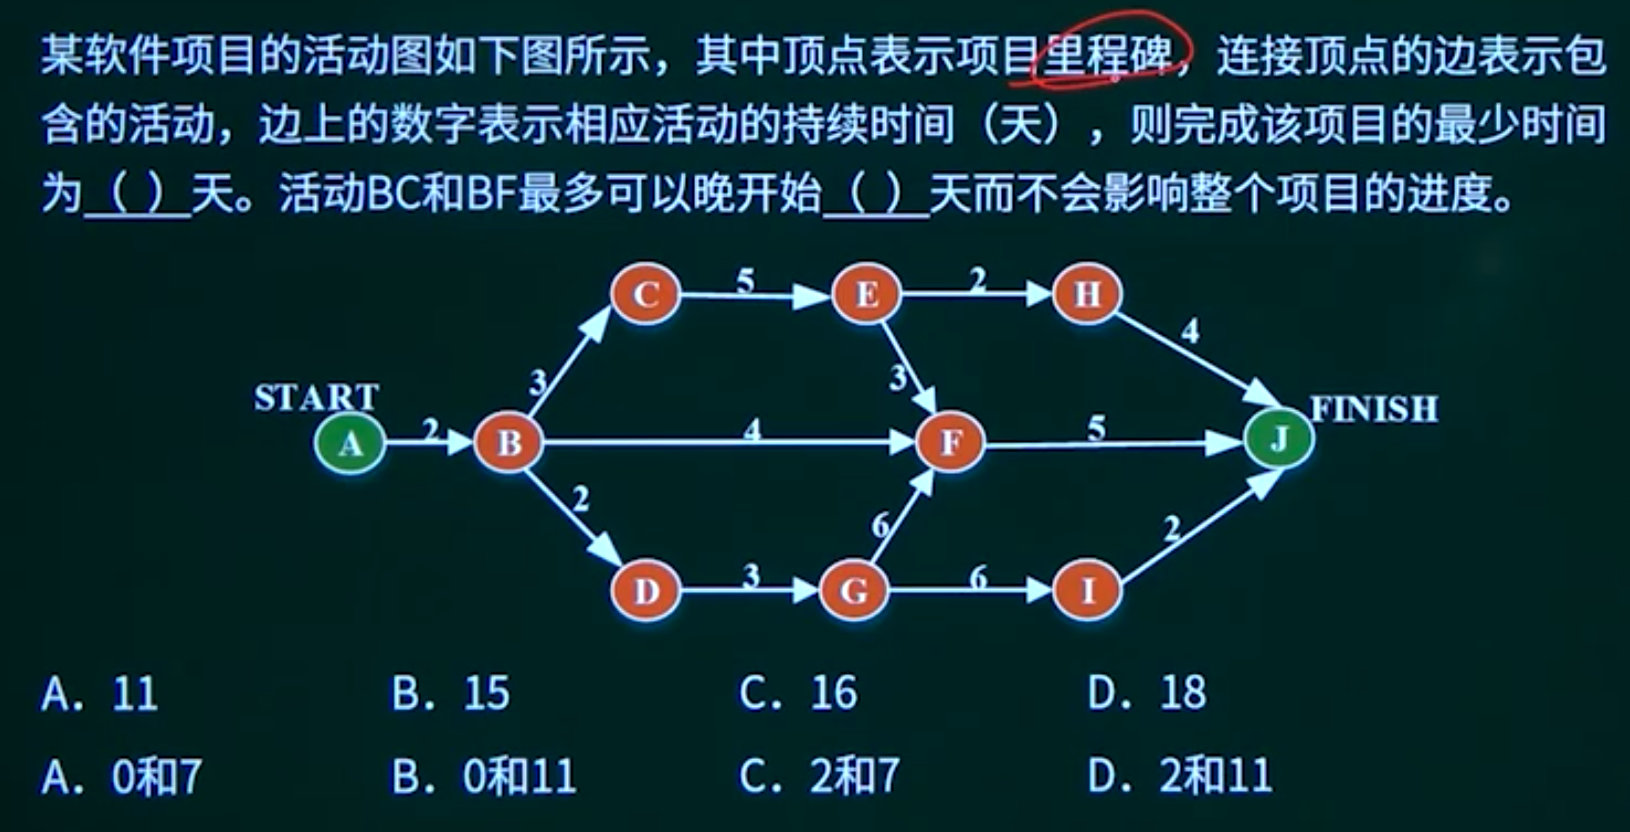 某软件项目的活动图如下图所示，其中顶点表示项目里程碑，连接顶点的边表示包
含的活动，边上的数字表示相应活动的持续时间（天），则完成该项目的最少时间
为（ ）天。活动BC和BF最多可以晚开始（ ）天而不会影响整个项目的进度。
C 5 E 2 H
3 3 4
START FINISH
A 2 B 4 F 5 J
2 6 2
D 3 G 6 I
A. 11 B. 15 C. 16 D. 18
A. 0和7 B. 0和11 C. 2和7 D. 2和11